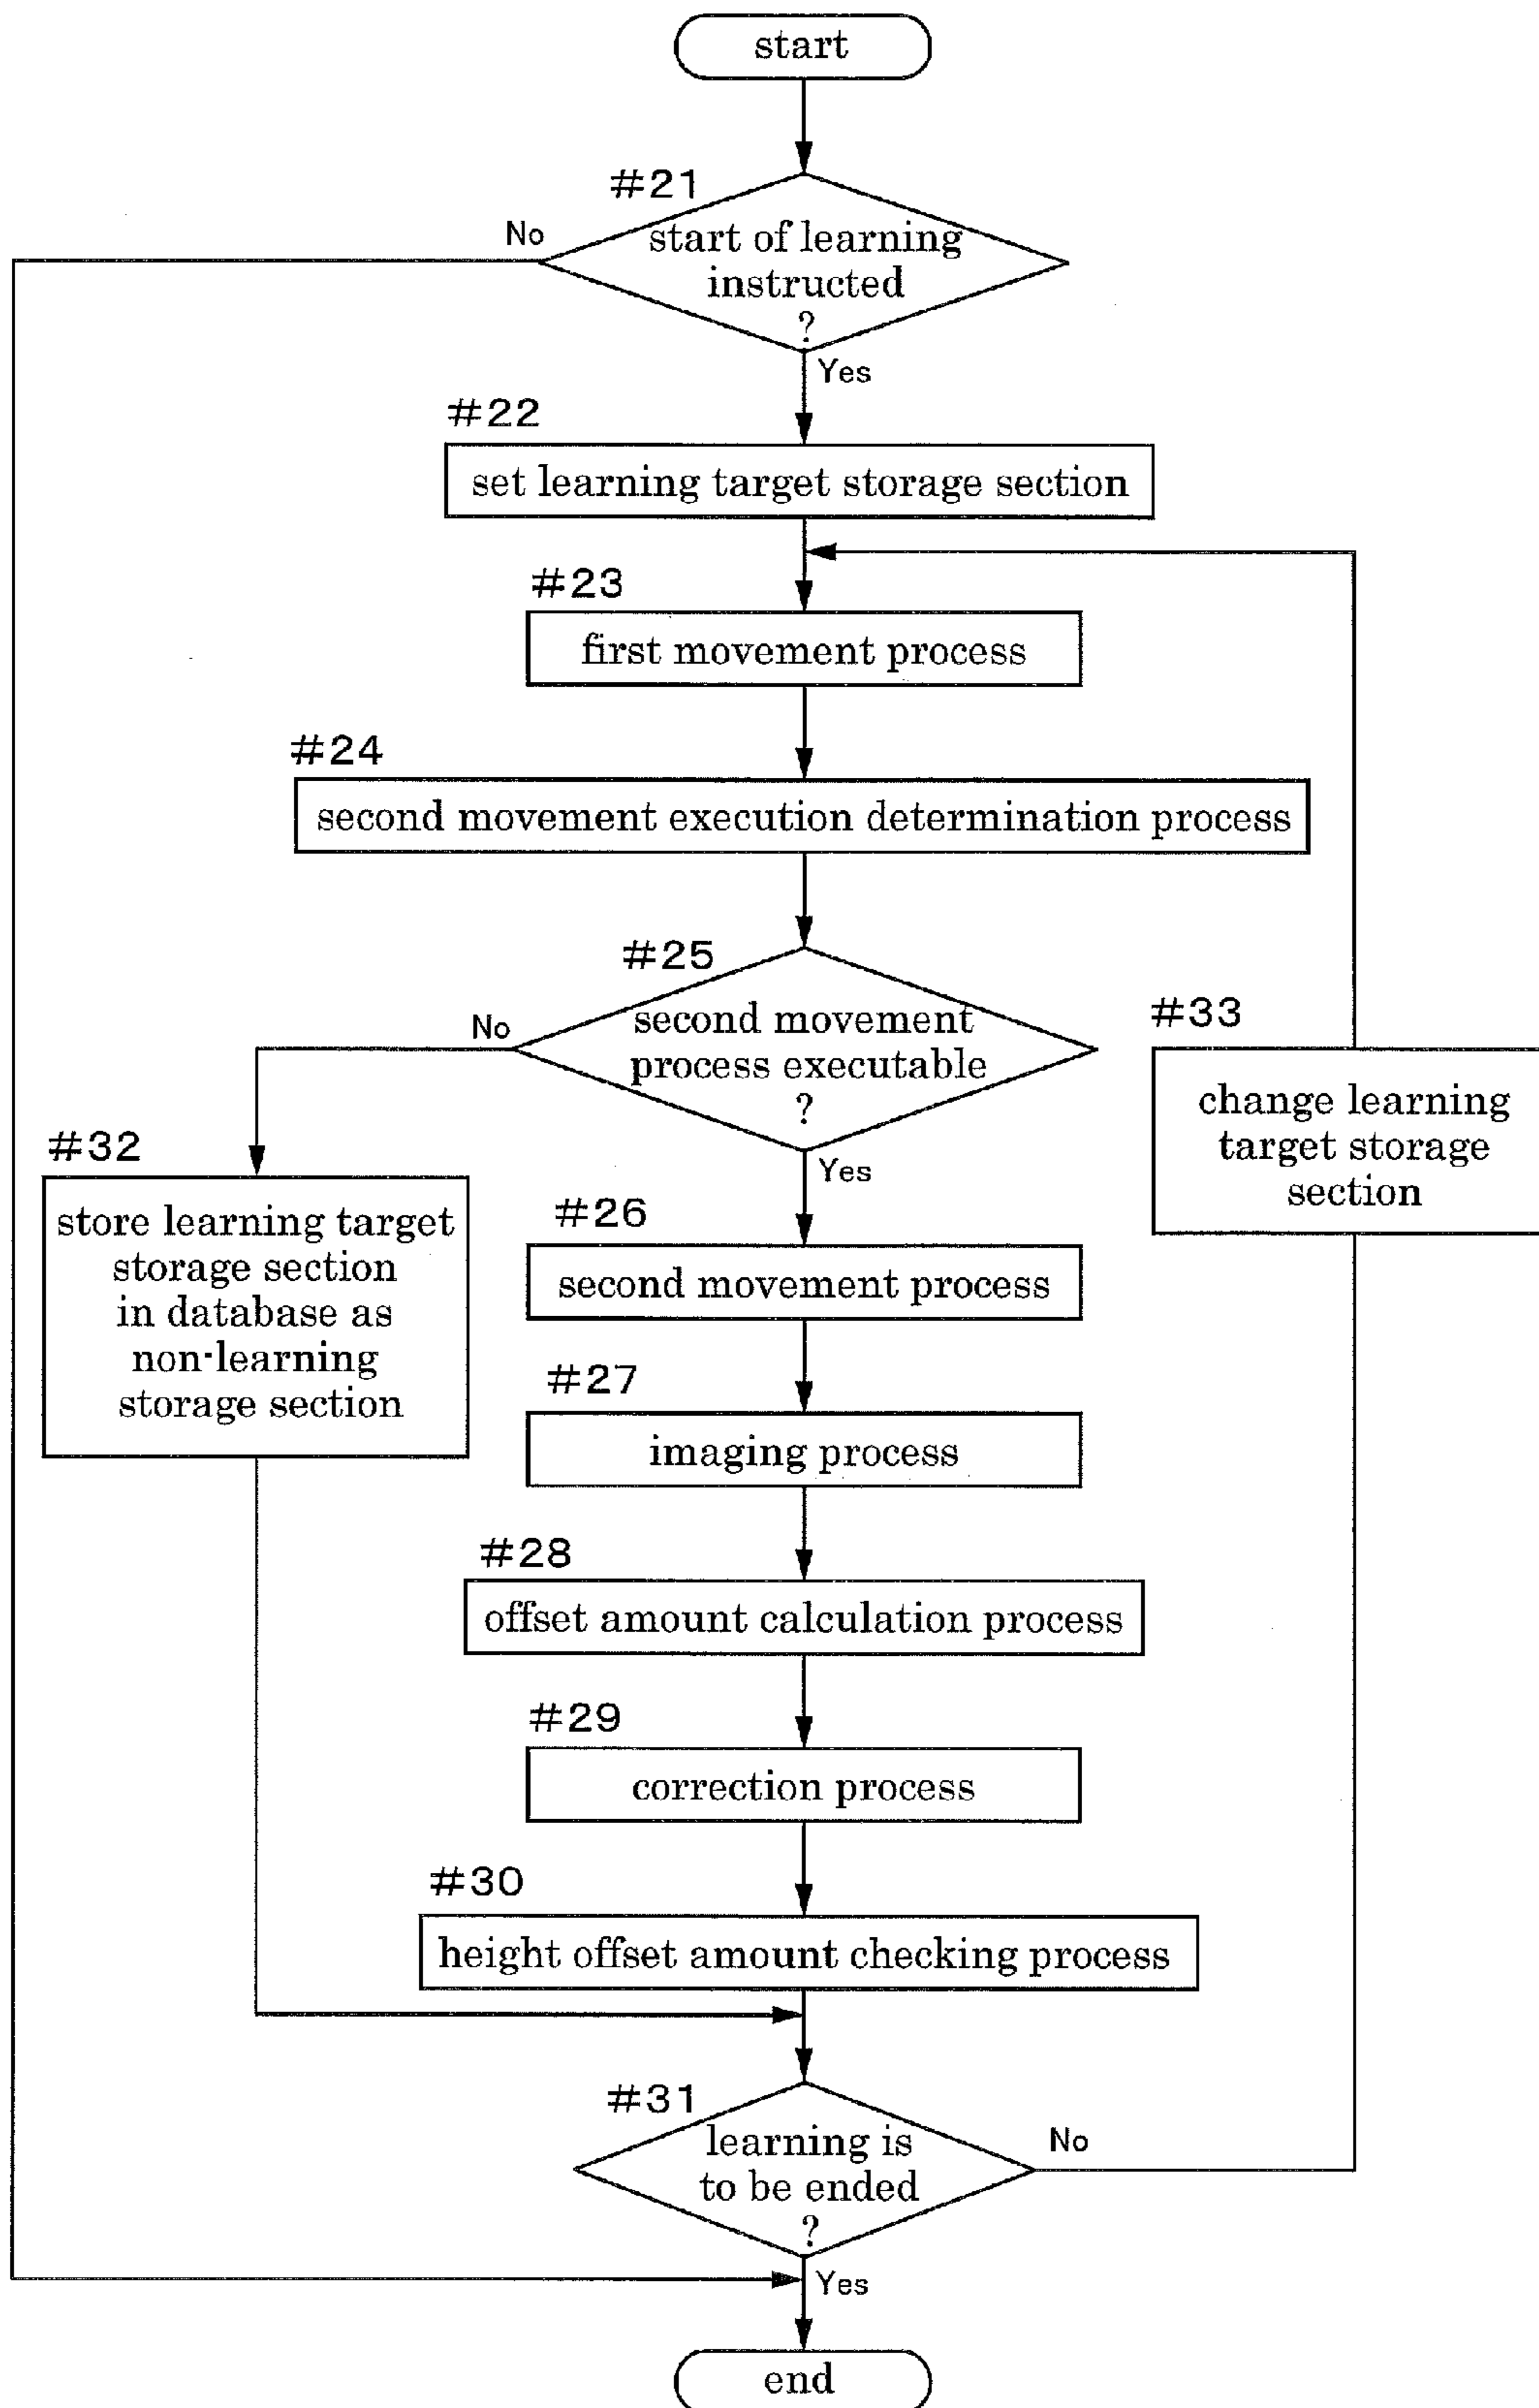 start
#21
No
start of learning
instructed
?
Yes
#22
set learning target storage section
#23
first movement process
#24
second movement execution determination process
#25
No
second movement
process executable
?
Yes
#33
change learning
target storage
section
#32
store learning target
storage section
in database as
non-learning
storage section
#26
second movement process
#27
imaging process
#28
offset amount calculation process
#29
correction process
#30
height offset amount checking process
#31
No
learning is
to be ended
?
Yes
end